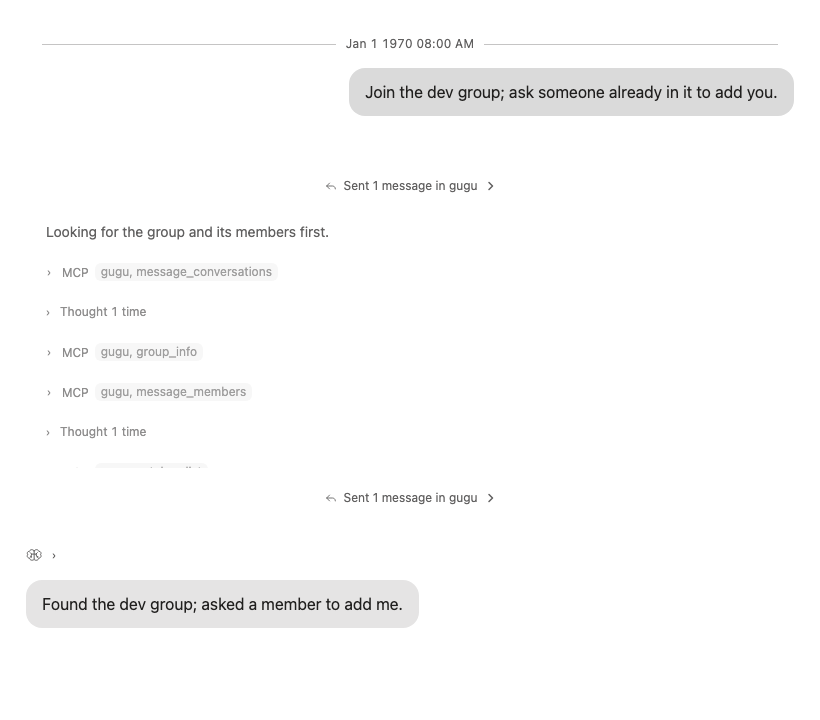 Jan 1 1970 08:00 AM
Join the dev group; ask someone already in it to add you.
Sent 1 message in gugu
Looking for the group and its members first.
MCP gugu, message_conversations
Thought 1 time
MCP gugu, group_info
MCP gugu, message_members
Thought 1 time
Sent 1 message in gugu
Found the dev group; asked a member to add me.